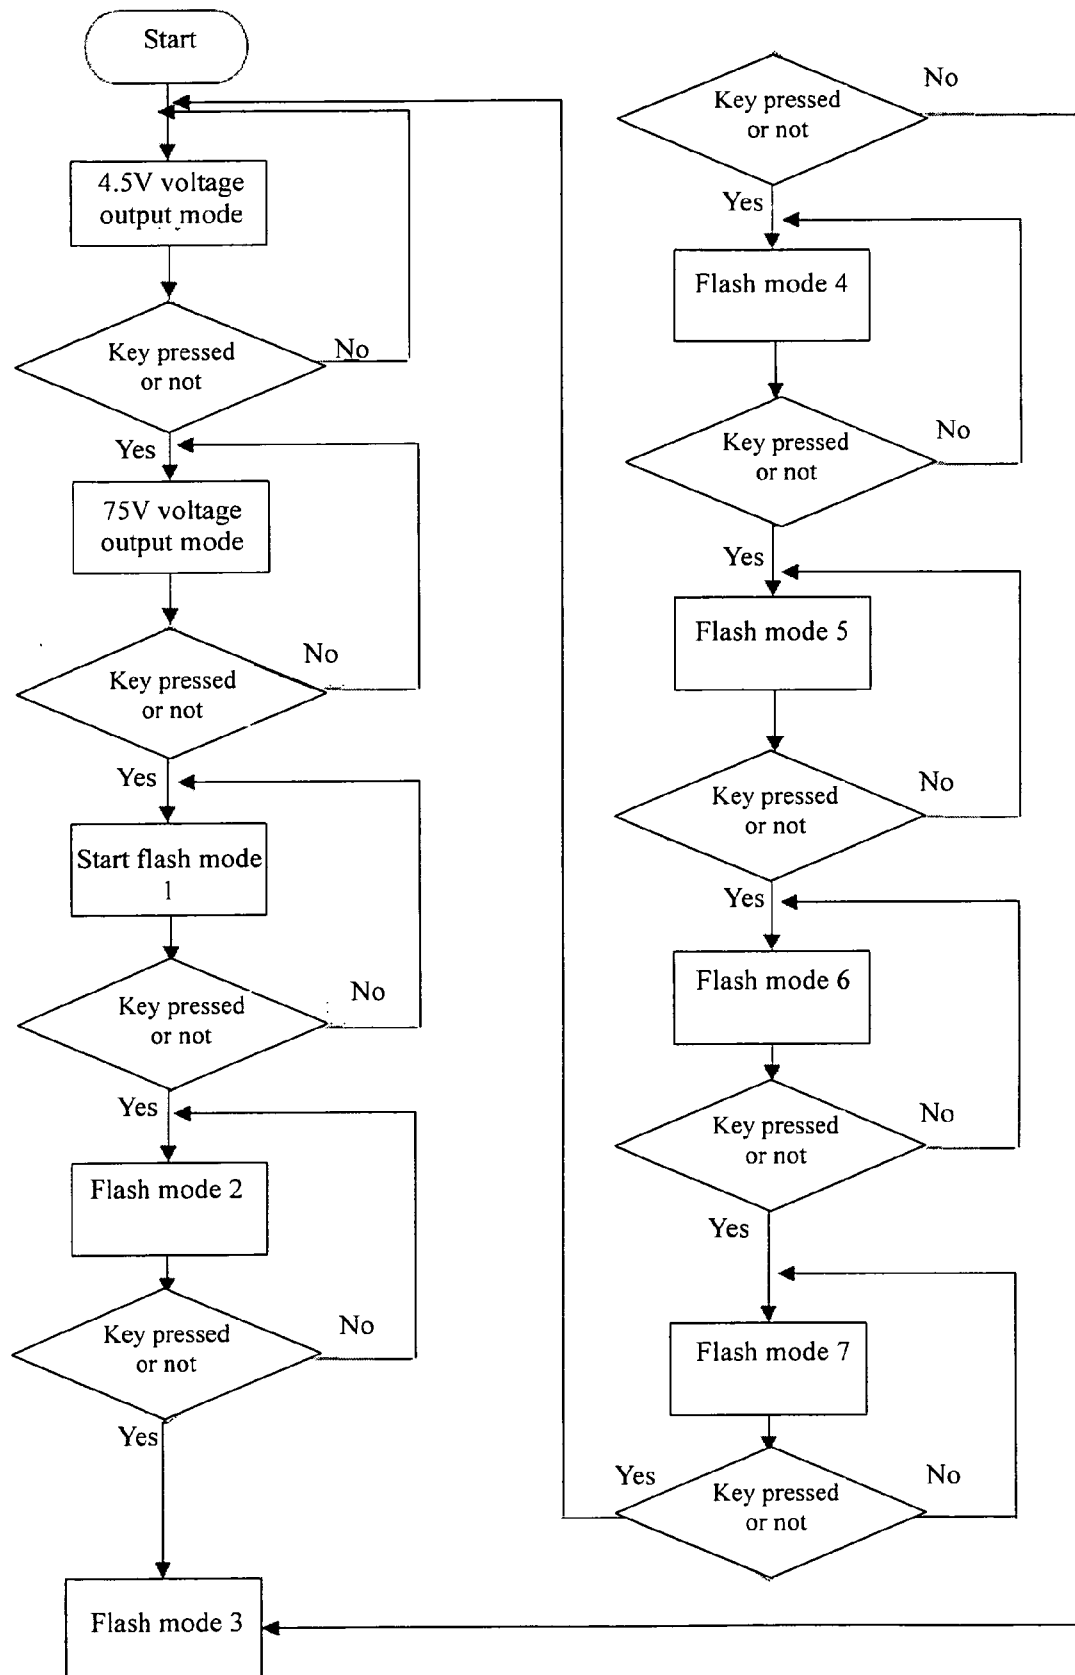 Start
4.5V voltage
output mode
Key pressed
or not
No
Yes
75V voltage
output mode
Key pressed
or not
No
Yes
Start flash mode
1
Key pressed
or not
No
Yes
Flash mode 2
Key pressed
or not
No
Yes
Flash mode 3
Key pressed
or not
No
Yes
Flash mode 4
Key pressed
or not
No
Yes
Flash mode 5
Key pressed
or not
No
Yes
Flash mode 6
Key pressed
or not
No
Yes
Flash mode 7
Key pressed
or not
Yes
No